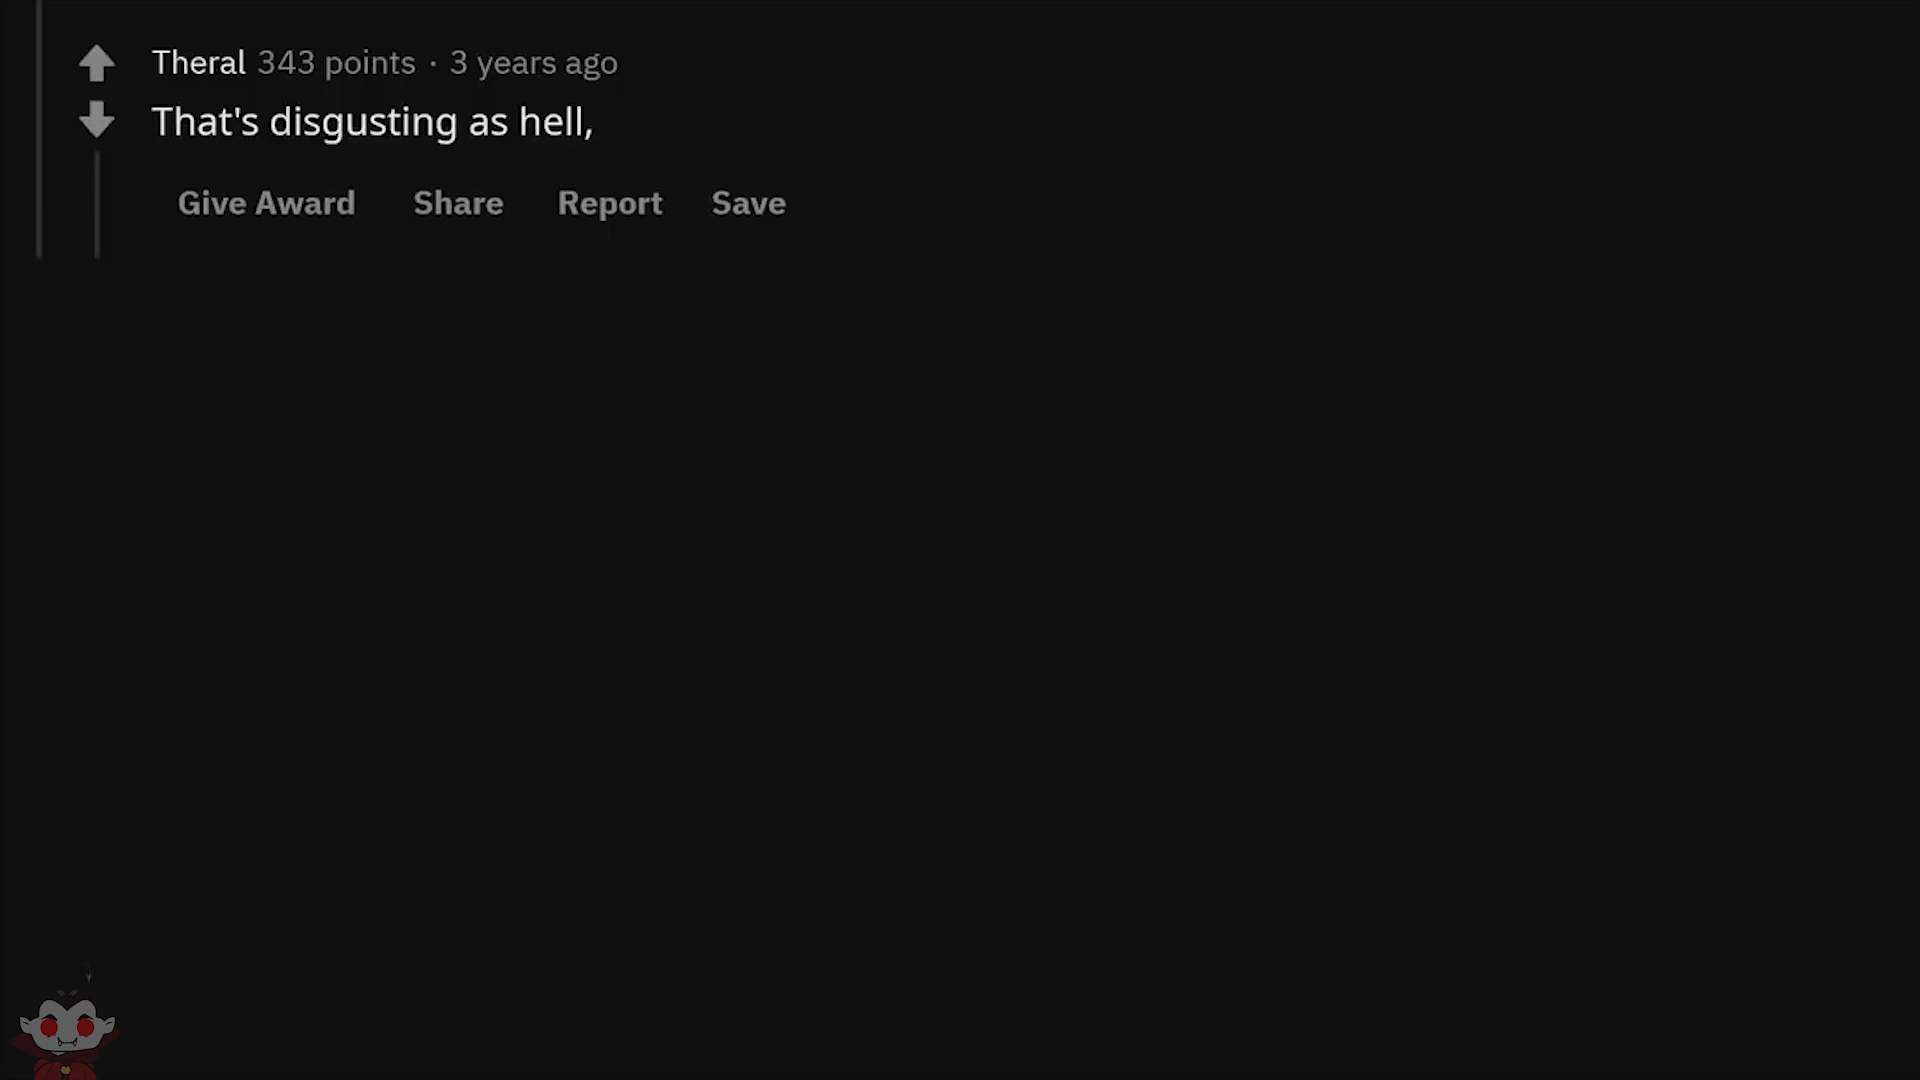 Theral 343 points · 3 years ago
That's disgusting as hell,
Give Award Share Report Save